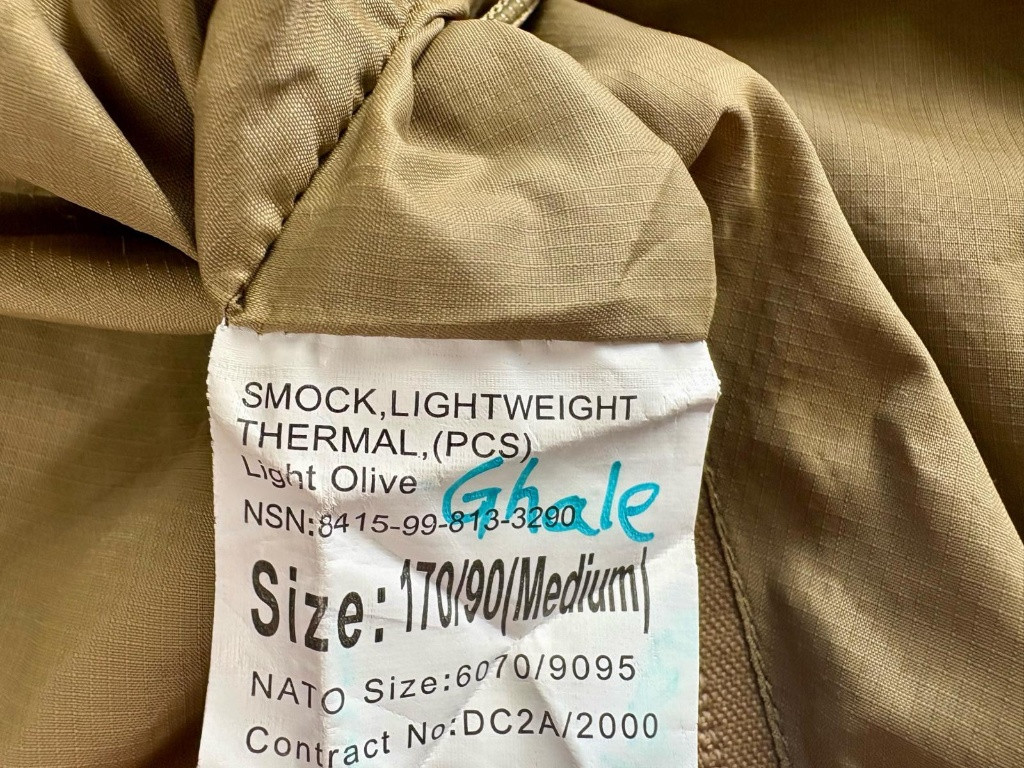 SMOCK,LIGHTWEIGHT
THERMAL,(PCS)
Light Olive
Ghale
NSN:8415-99-813-3290
Size:170/90(Medium)
NATO Size:6070/9095
Contract No:DC2A/2000